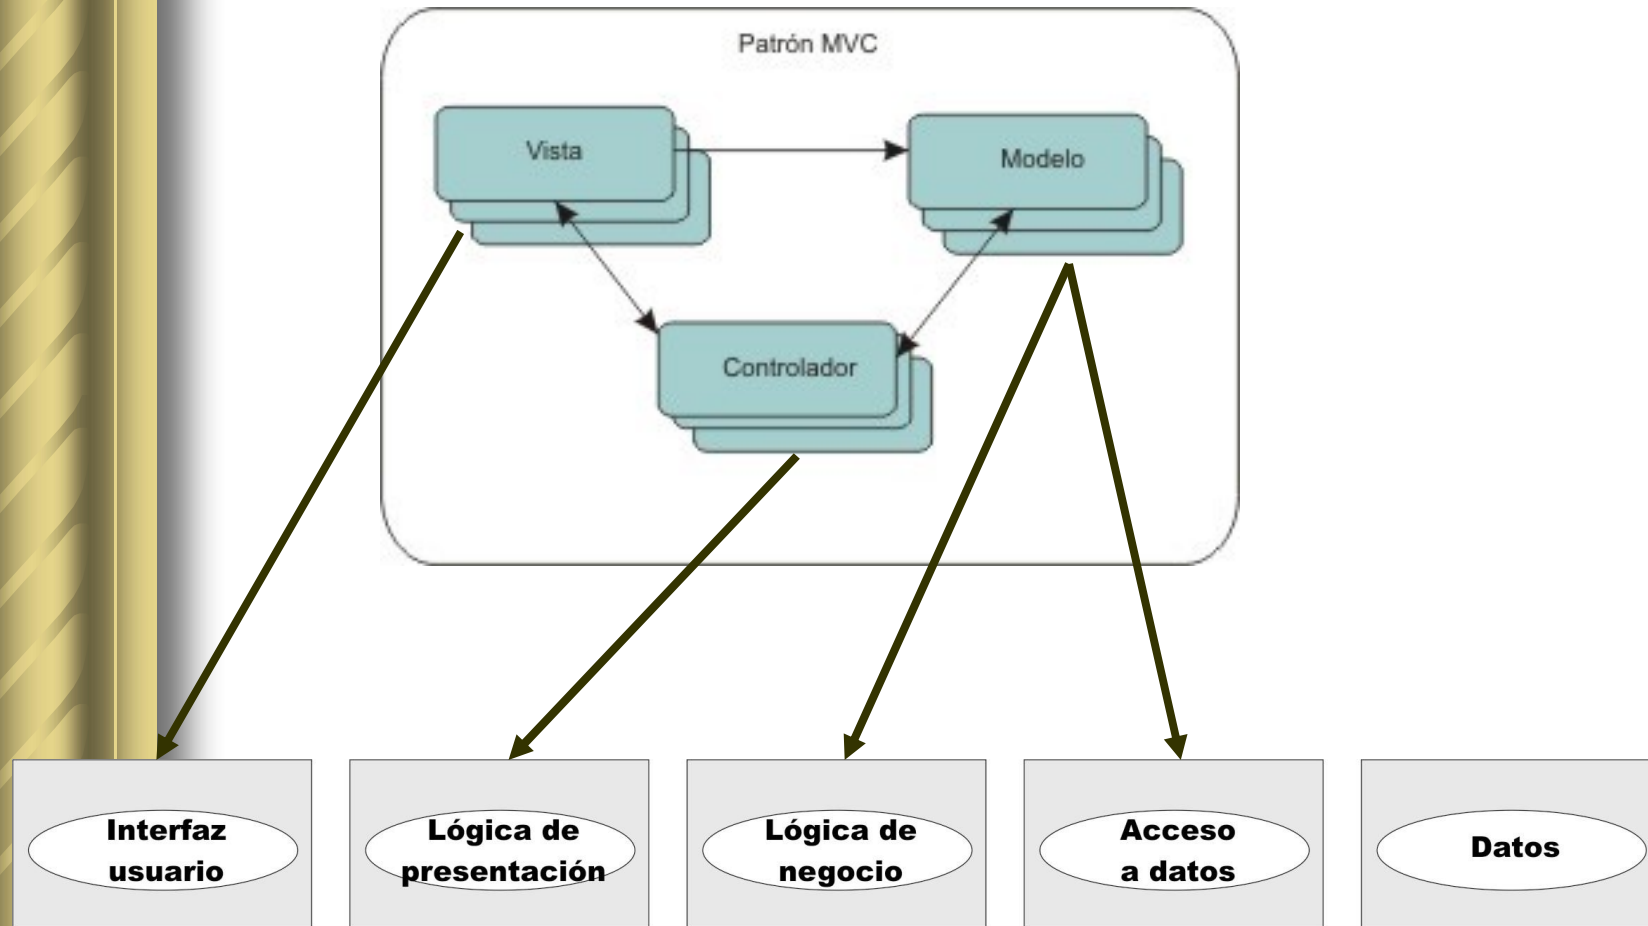 Patrón MVC
Vista
Modelo
Controlador
Interfaz
usuario
Lógica de
presentación
Lógica de
negocio
Acceso
a datos
Datos